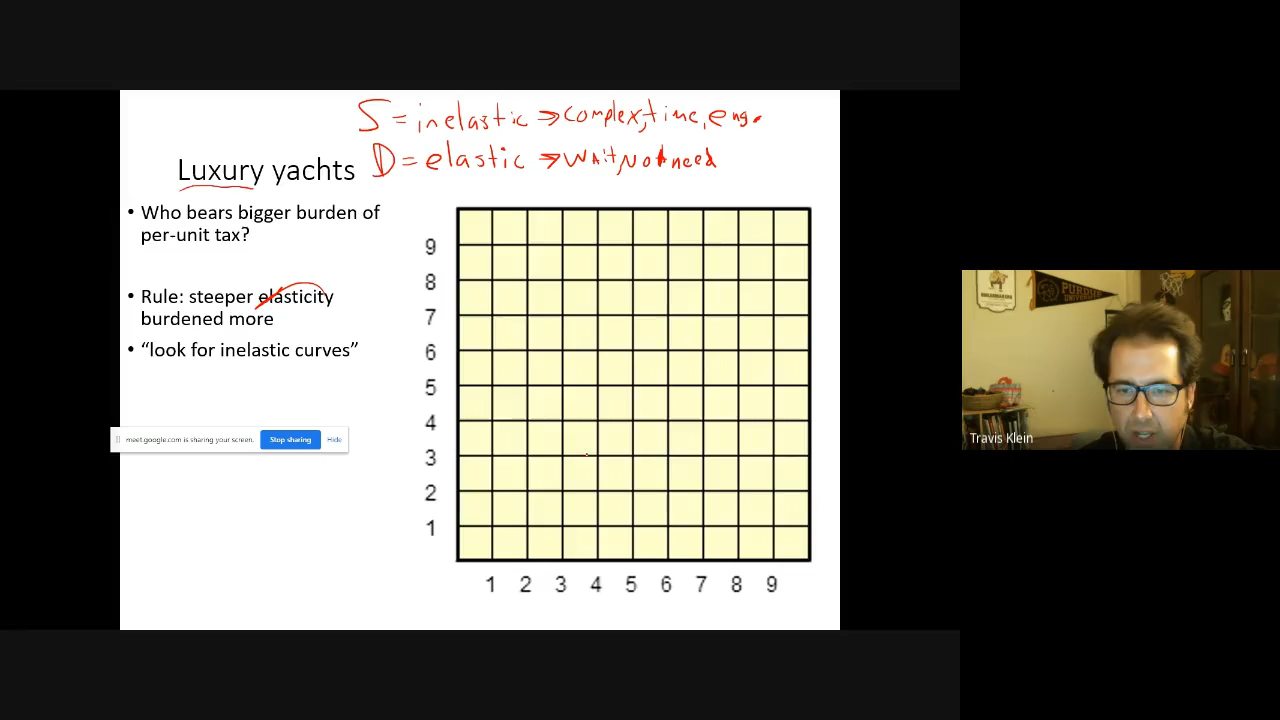 S = inelastic → complex, time, eng.
D = elastic → wait, not need
Luxury yachts
• Who bears bigger burden of
per-unit tax?
• Rule: steeper elasticity
burdened more
• “look for inelastic curves”
meet.google.com is sharing your screen. Stop sharing Hide
9
8
7
6
5
4
3
2
1
1 2 3 4 5 6 7 8 9
PURDUE
Travis Klein